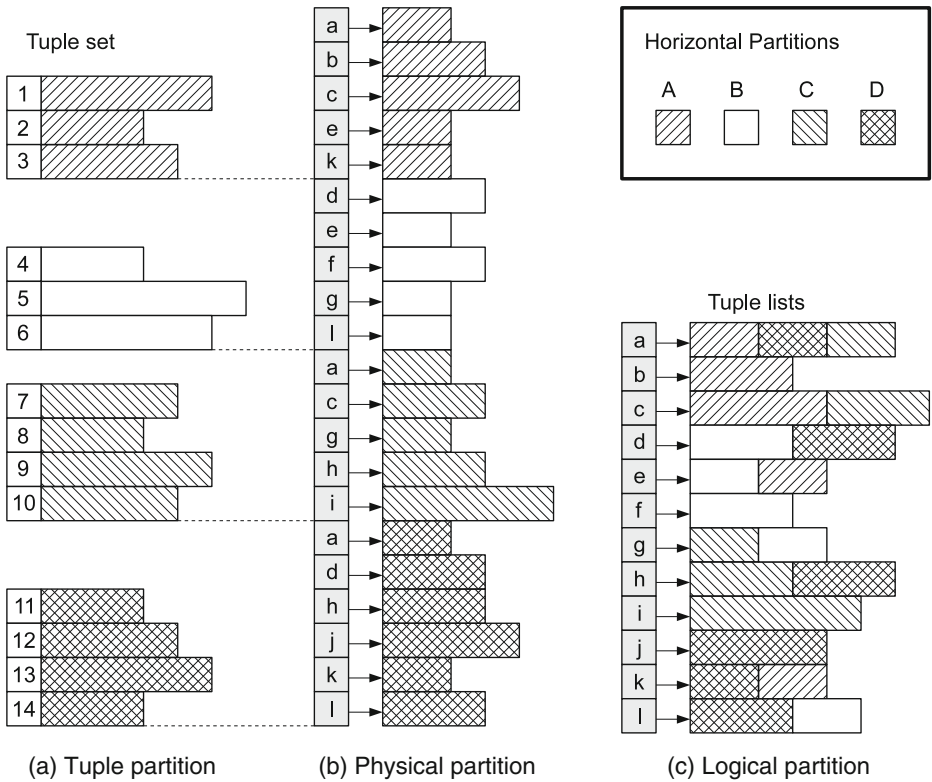 Tuple set
1
2
3
4
5
6
7
8
9
10
11
12
13
14
(a) Tuple partition
a
b
c
e
k
d
e
f
g
l
a
c
g
h
i
a
d
h
j
k
l
(b) Physical partition
Horizontal Partitions
A B C D
Tuple lists
a
b
c
d
e
f
g
h
i
j
k
l
(c) Logical partition